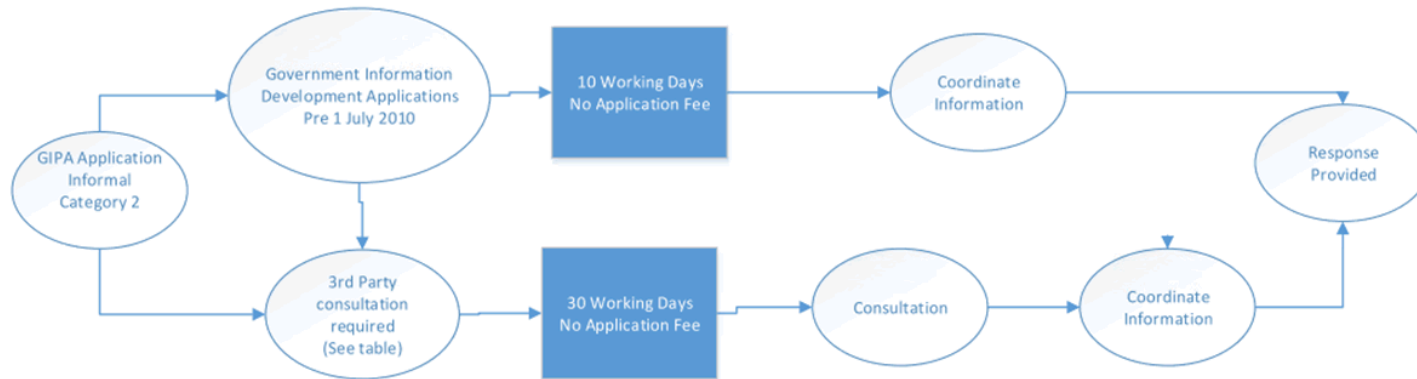 GIPA Application
Informal
Category 2
Government Information
Development Applications
Pre 1 July 2010
10 Working Days
No Application Fee
Coordinate
Information
Response
Provided
3rd Party
consultation
required
(See table)
30 Working Days
No Application Fee
Consultation
Coordinate
Information